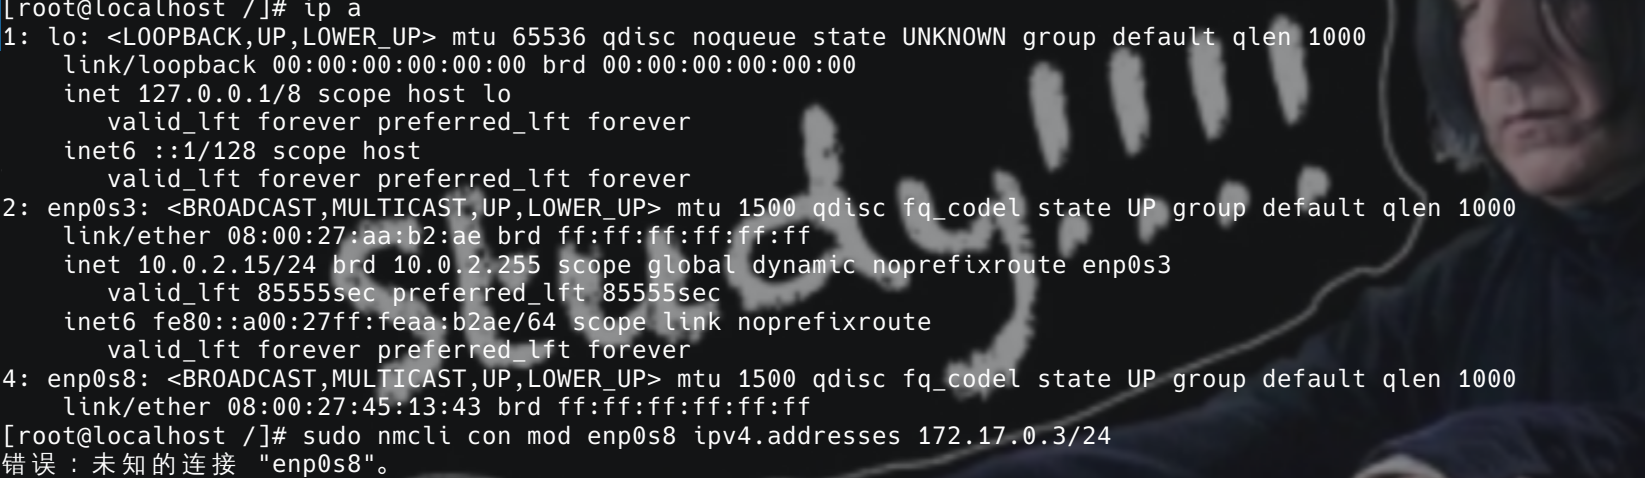 [root@localhost /]# ip a
1: lo: <LOOPBACK,UP,LOWER_UP> mtu 65536 qdisc noqueue state UNKNOWN group default qlen 1000
    link/loopback 00:00:00:00:00:00 brd 00:00:00:00:00:00
    inet 127.0.0.1/8 scope host lo
       valid_lft forever preferred_lft forever
    inet6 ::1/128 scope host
       valid_lft forever preferred_lft forever
2: enp0s3: <BROADCAST,MULTICAST,UP,LOWER_UP> mtu 1500 qdisc fq_codel state UP group default qlen 1000
    link/ether 08:00:27:aa:b2:ae brd ff:ff:ff:ff:ff:ff
    inet 10.0.2.15/24 brd 10.0.2.255 scope global dynamic noprefixroute enp0s3
       valid_lft 85555sec preferred_lft 85555sec
    inet6 fe80::a00:27ff:feaa:b2ae/64 scope link noprefixroute
       valid_lft forever preferred_lft forever
4: enp0s8: <BROADCAST,MULTICAST,UP,LOWER_UP> mtu 1500 qdisc fq_codel state UP group default qlen 1000
    link/ether 08:00:27:45:13:43 brd ff:ff:ff:ff:ff:ff
[root@localhost /]# sudo nmcli con mod enp0s8 ipv4.addresses 172.17.0.3/24
错误：未知的连接 "enp0s8"。
Study!!!!